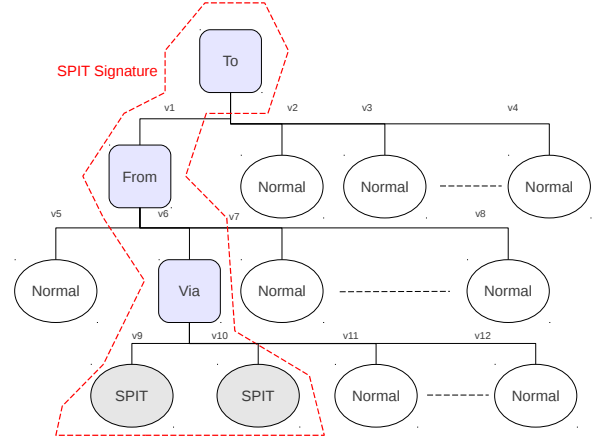 To
SPIT Signature
v1
v2
v3
v4
From
Normal
Normal
Normal
v5
v6
v7
v8
Normal
Via
Normal
Normal
v9
v10
v11
v12
SPIT
SPIT
Normal
Normal